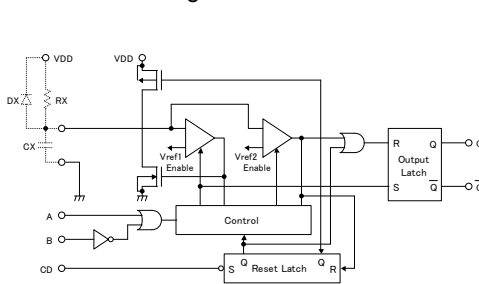 VDD
VDD
DX
RX
CX
Vref1
Enable
Vref2
Enable
R
Q
Output
Latch
S
Q
A
B
Control
CD
S
Q
Reset Latch
Q
R